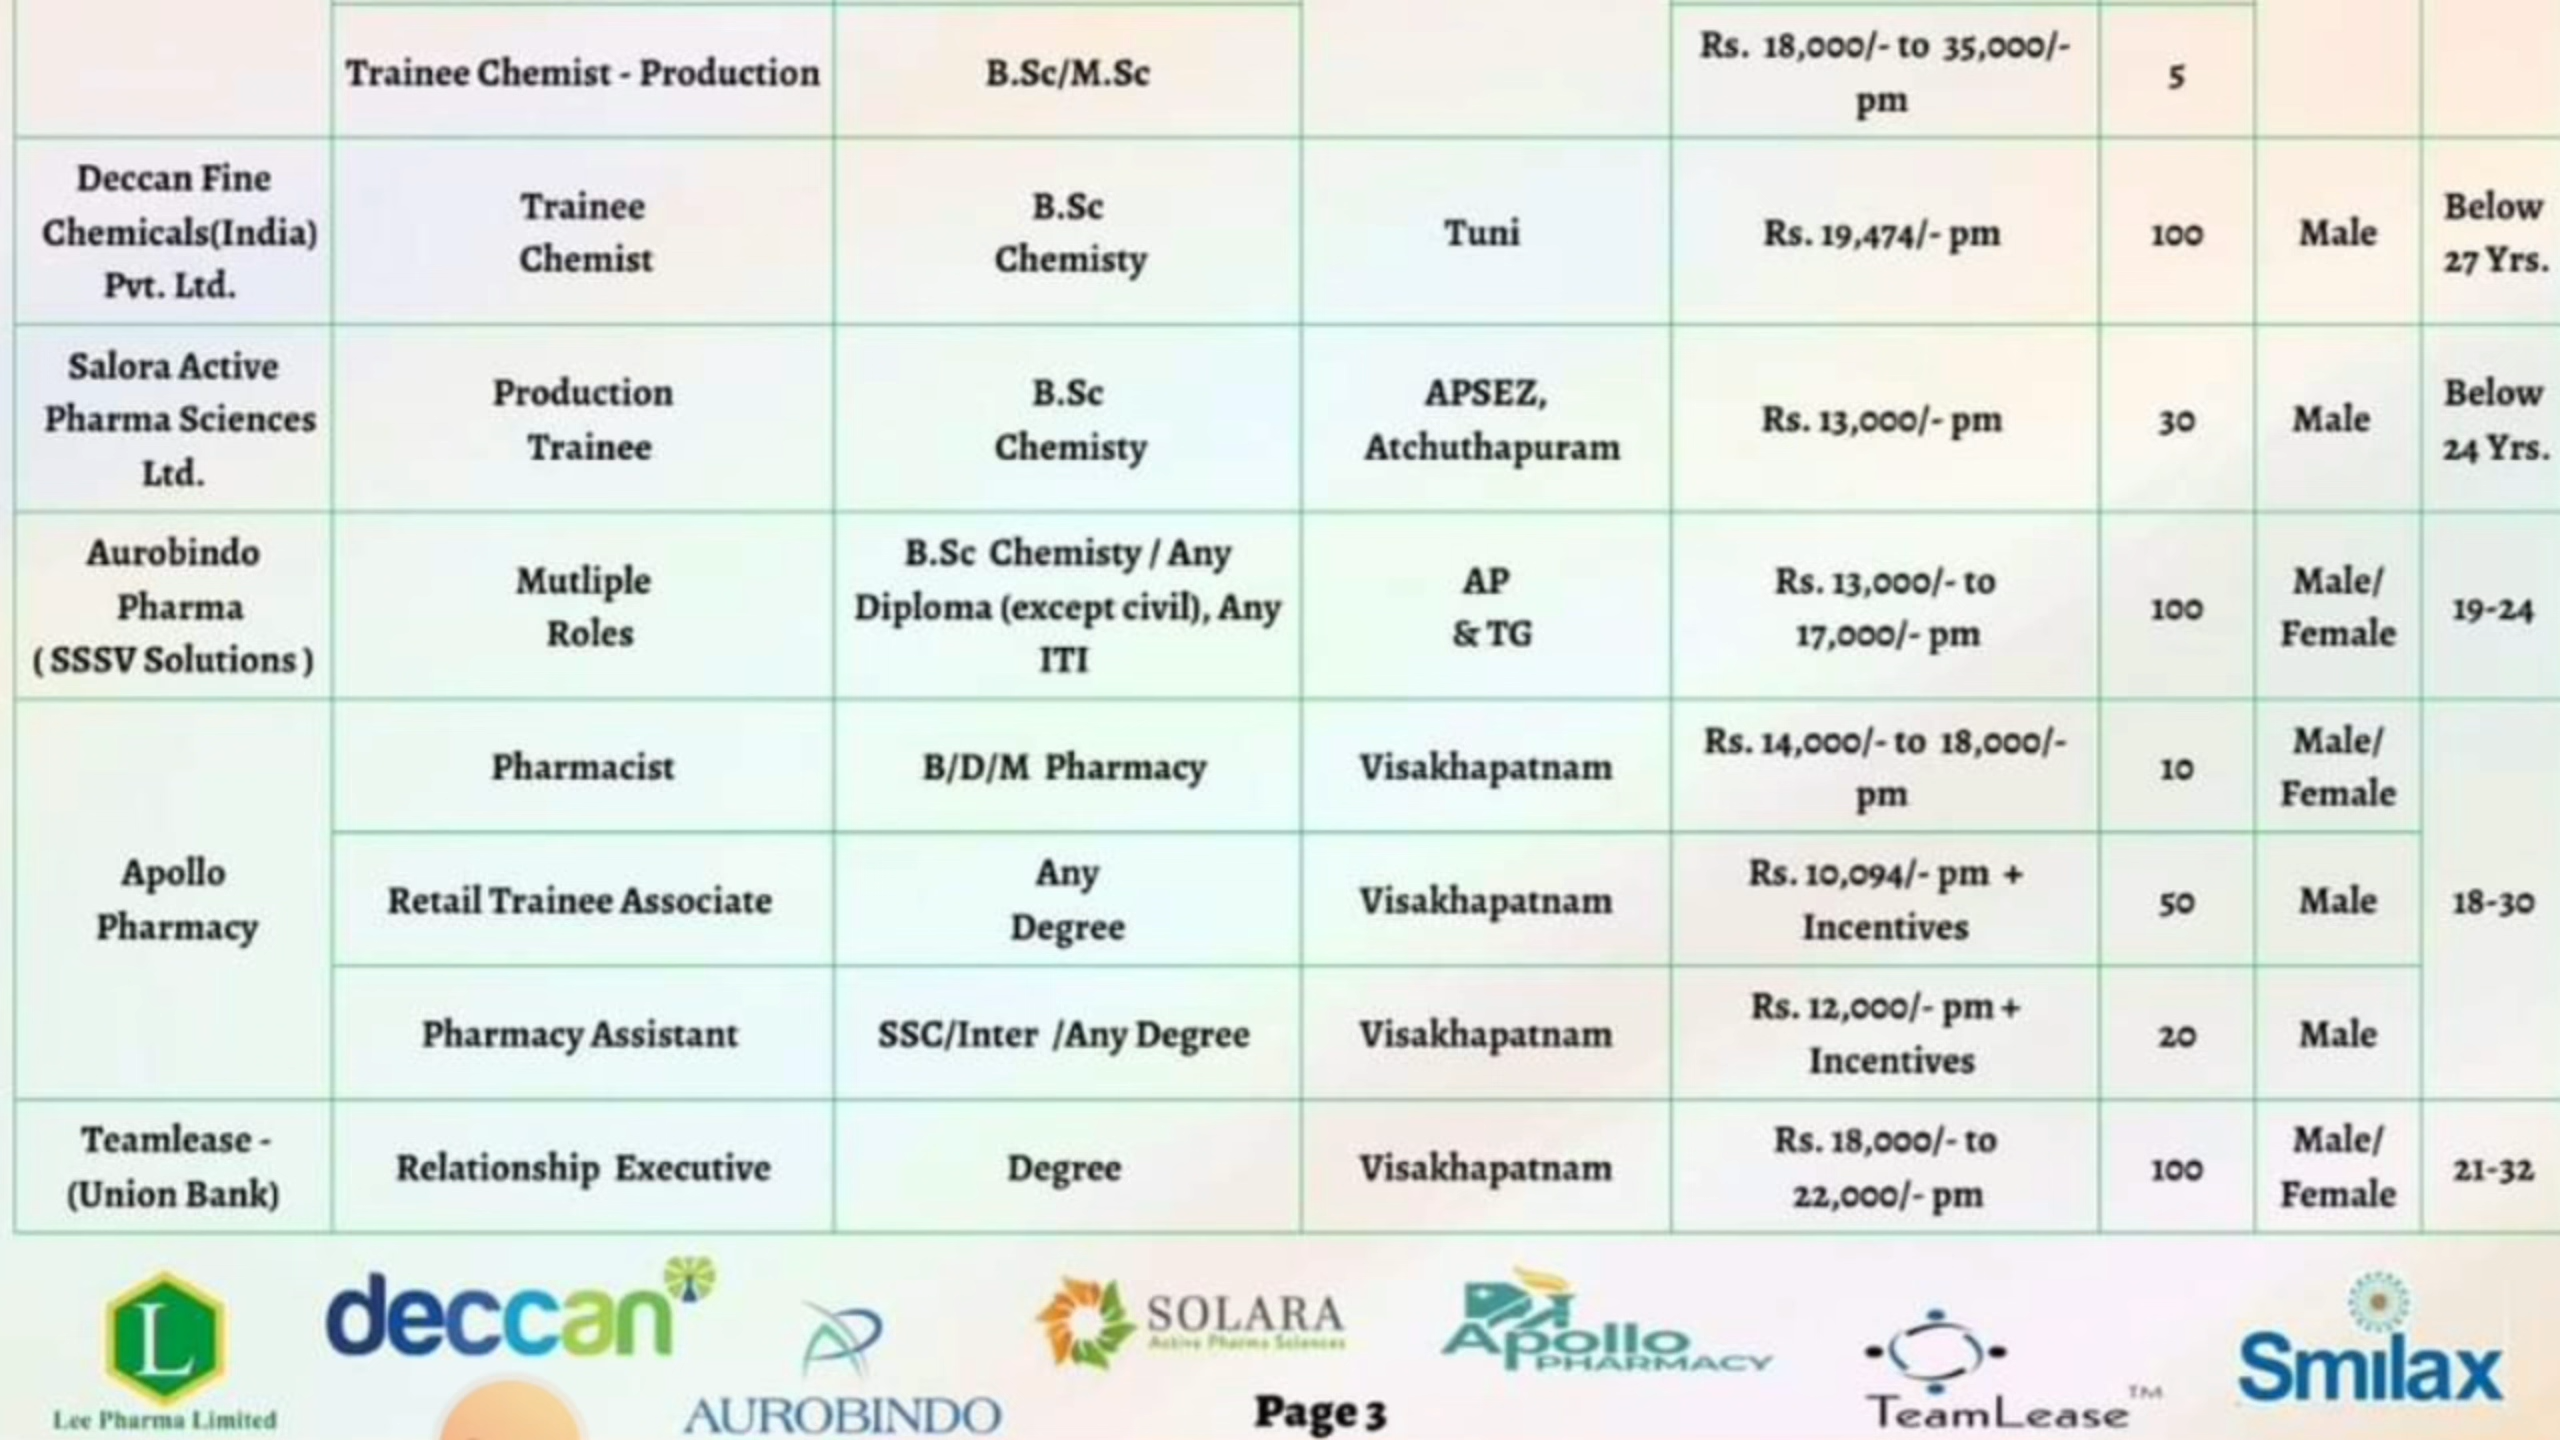 Trainee Chemist - Production
B.Sc/M.Sc
Rs. 18,000/- to 35,000/-
pm
5
Deccan Fine
Chemicals(India)
Pvt. Ltd.
Trainee
Chemist
B.Sc
Chemisty
Tuni
Rs. 19,474/- pm
100
Male
Below
27 Yrs.
Salora Active
Pharma Sciences
Ltd.
Production
Trainee
B.Sc
Chemisty
APSEZ,
Atchuthapuram
Rs. 13,000/- pm
30
Male
Below
24 Yrs.
Aurobindo
Pharma
( SSSV Solutions )
Mutliple
Roles
B.Sc Chemisty / Any
Diploma (except civil), Any
ITI
AP
& TG
Rs. 13,000/- to
17,000/- pm
100
Male/
Female
19-24
Apollo
Pharmacy
Pharmacist
B/D/M Pharmacy
Visakhapatnam
Rs. 14,000/- to 18,000/-
pm
10
Male/
Female
18-30
Retail Trainee Associate
Any
Degree
Visakhapatnam
Rs. 10,094/- pm +
Incentives
50
Male
Pharmacy Assistant
SSC/Inter /Any Degree
Visakhapatnam
Rs. 12,000/- pm +
Incentives
20
Male
Teamlease -
(Union Bank)
Relationship Executive
Degree
Visakhapatnam
Rs. 18,000/- to
22,000/- pm
100
Male/
Female
21-32
L
Lee Pharma Limited
deccan
AUROBINDO
SOLARA
Active Pharma Sciences
Apollo
PHARMACY
TeamLease™
Smilax
Page 3